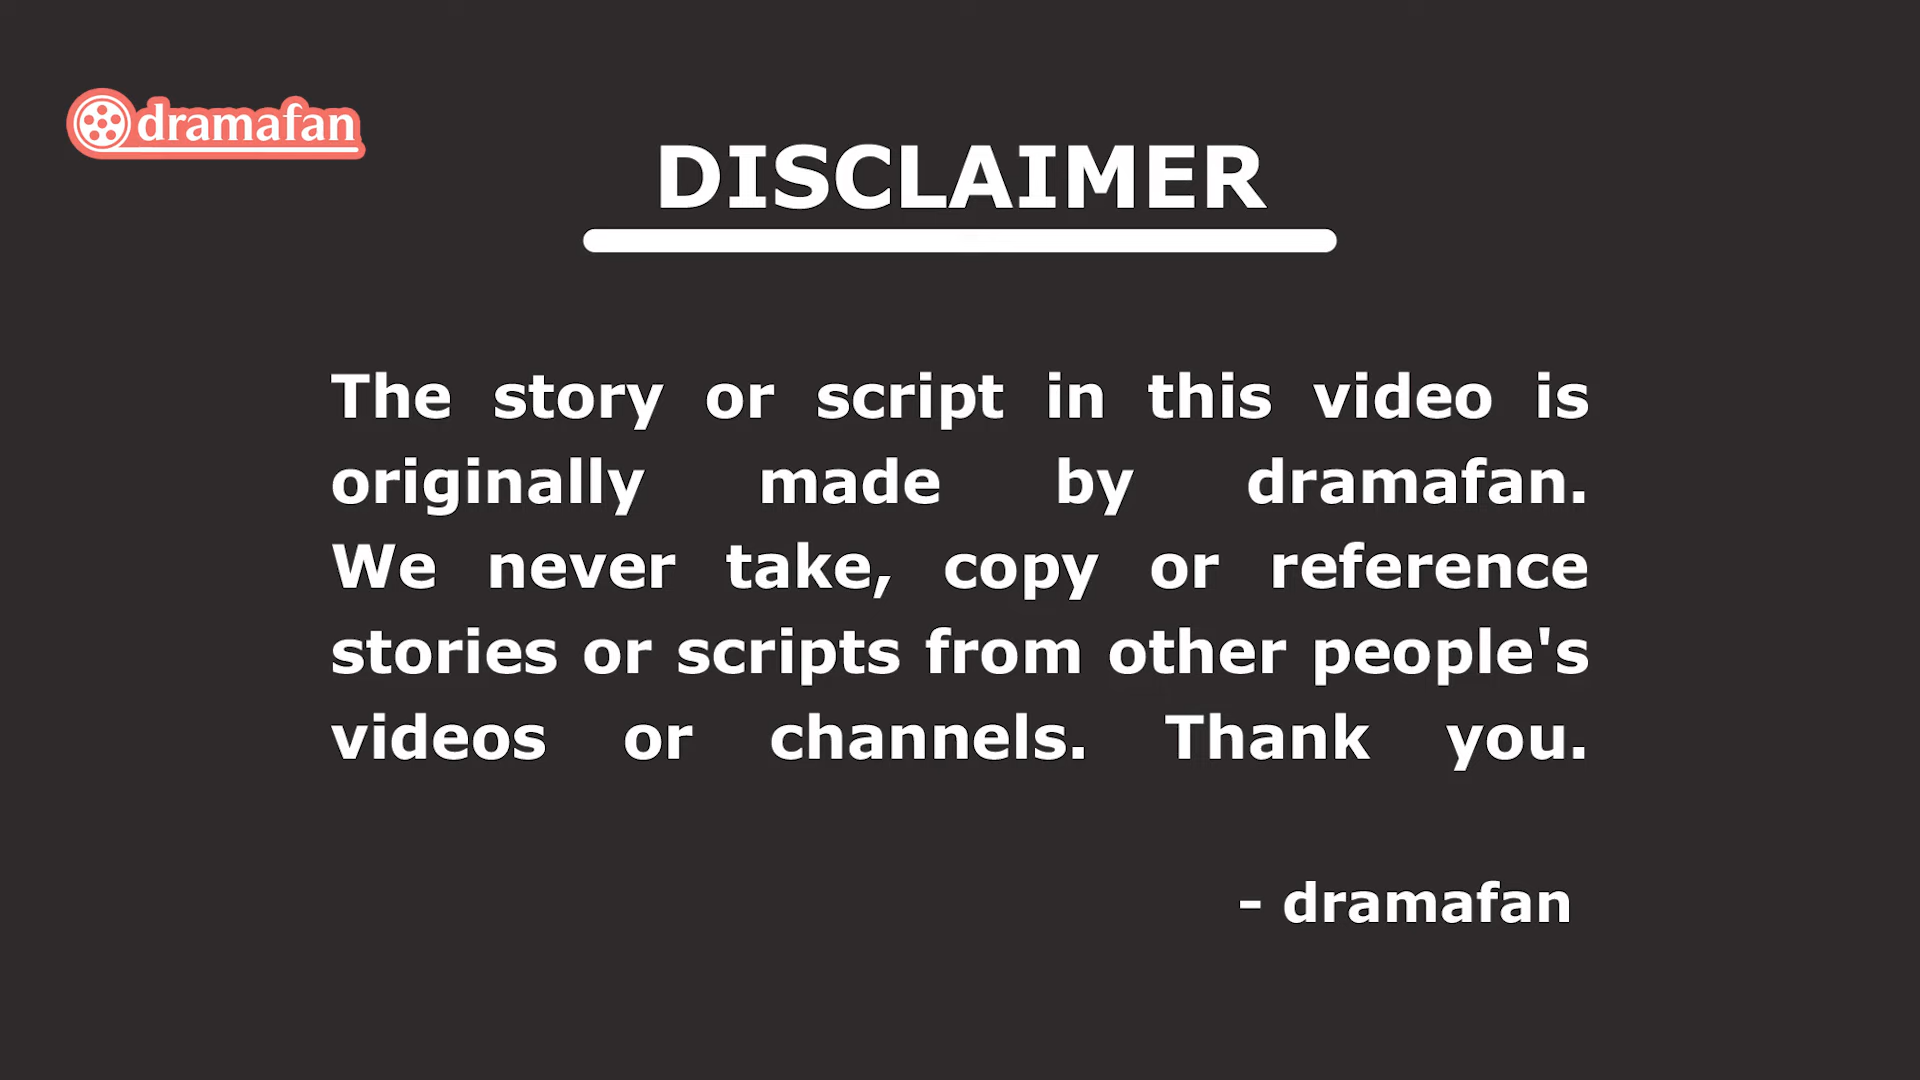 dramafan
DISCLAIMER
The story or script in this video is
originally made by dramafan.
We never take, copy or reference
stories or scripts from other people's
videos or channels. Thank you.
- dramafan